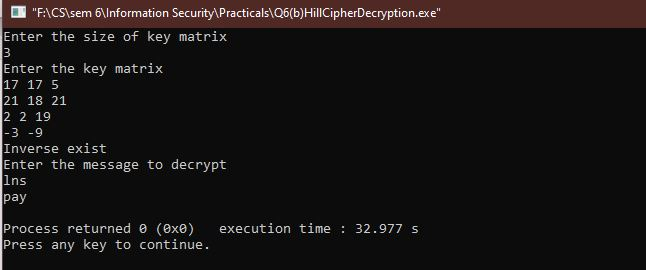 "F:\CS\sem 6\Information Security\Practicals\Q6(b)HillCipherDecryption.exe"
Enter the size of key matrix
3
Enter the key matrix
17 17 5
21 18 21
2 2 19
-3 -9
Inverse exist
Enter the message to decrypt
lns
pay
Process returned 0 (0x0)   execution time : 32.977 s
Press any key to continue.